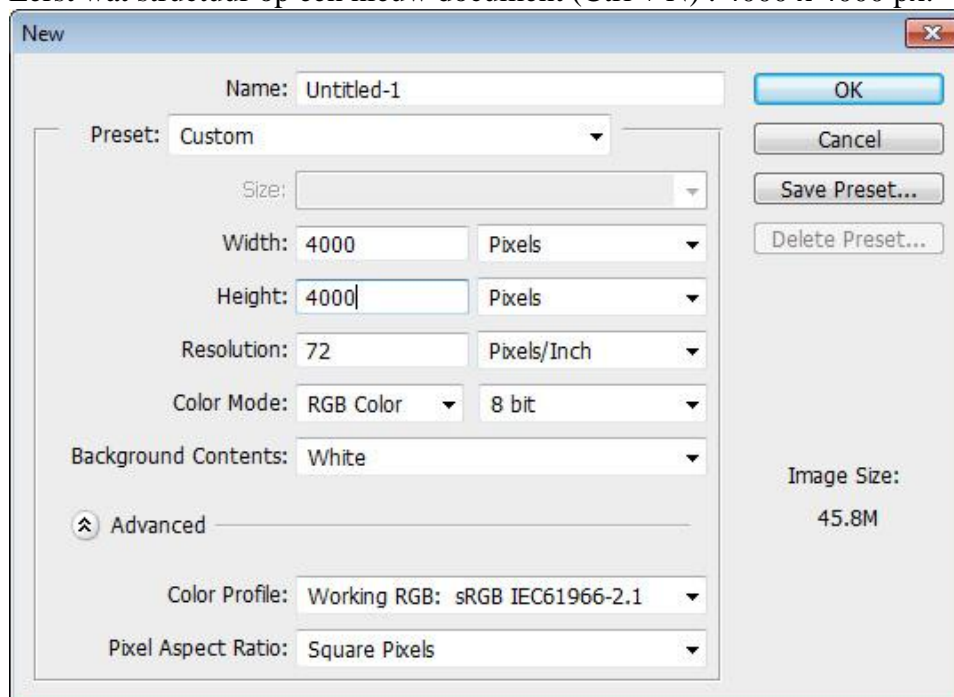 Eerst wat structuur op een nieuw document (Ctrl + N) : 4000 x 4000 px.
New
Name: Untitled-1
OK
Preset: Custom
Cancel
Size:
Save Preset...
Width: 4000 Pixels
Delete Preset...
Height: 4000 Pixels
Resolution: 72 Pixels/Inch
Color Mode: RGB Color 8 bit
Background Contents: White
Image Size:
45.8M
Advanced
Color Profile: Working RGB: sRGB IEC61966-2.1
Pixel Aspect Ratio: Square Pixels